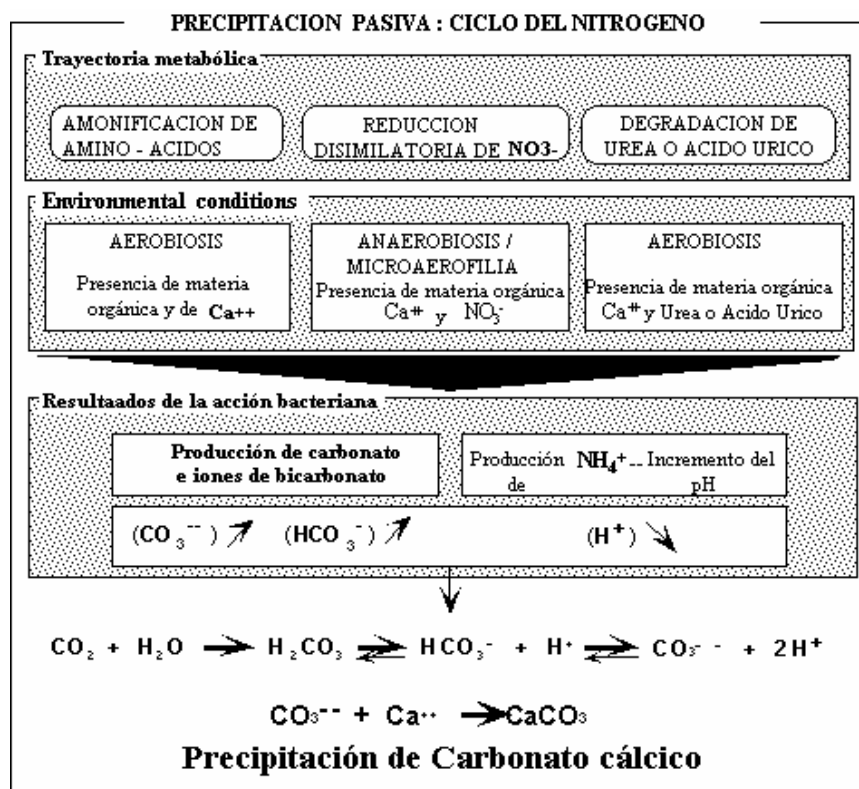 PRECIPITACION PASIVA : CICLO DEL NITROGENO
Trayectoria metabólica
AMONIFICACION DE
AMINO - ACIDOS
REDUCCION
DISIMILATORIA DE NO3-
DEGRADACION DE
UREA O ACIDO URICO
Environmental conditions
AEROBIOSIS
Presencia de materia
orgánica y de Ca++
ANAEROBIOSIS /
MICROAEROFILIA
Presencia de materia orgánica
Ca++ y NO3-
AEROBIOSIS
Presencia de materia orgánica
Ca++ y Urea o Acido Urico
Resultaados de la acción bacteriana
Producción de carbonato
e iones de bicarbonato
Producción NH4+-- Incremento del
de pH
(CO3--) ↗ (HCO3-) ↗ (H+) ↘
CO2 + H2O → H2CO3 ⇌ HCO3- + H+ ⇌ CO3-- + 2H+
CO3-- + Ca++ → CaCO3
Precipitación de Carbonato cálcico